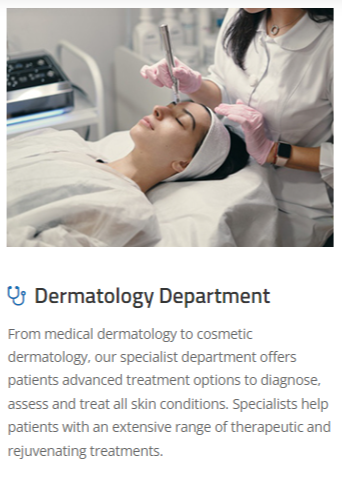 Dermatology Department
From medical dermatology to cosmetic
dermatology, our specialist department offers
patients advanced treatment options to diagnose,
assess and treat all skin conditions. Specialists help
patients with an extensive range of therapeutic and
rejuvenating treatments.